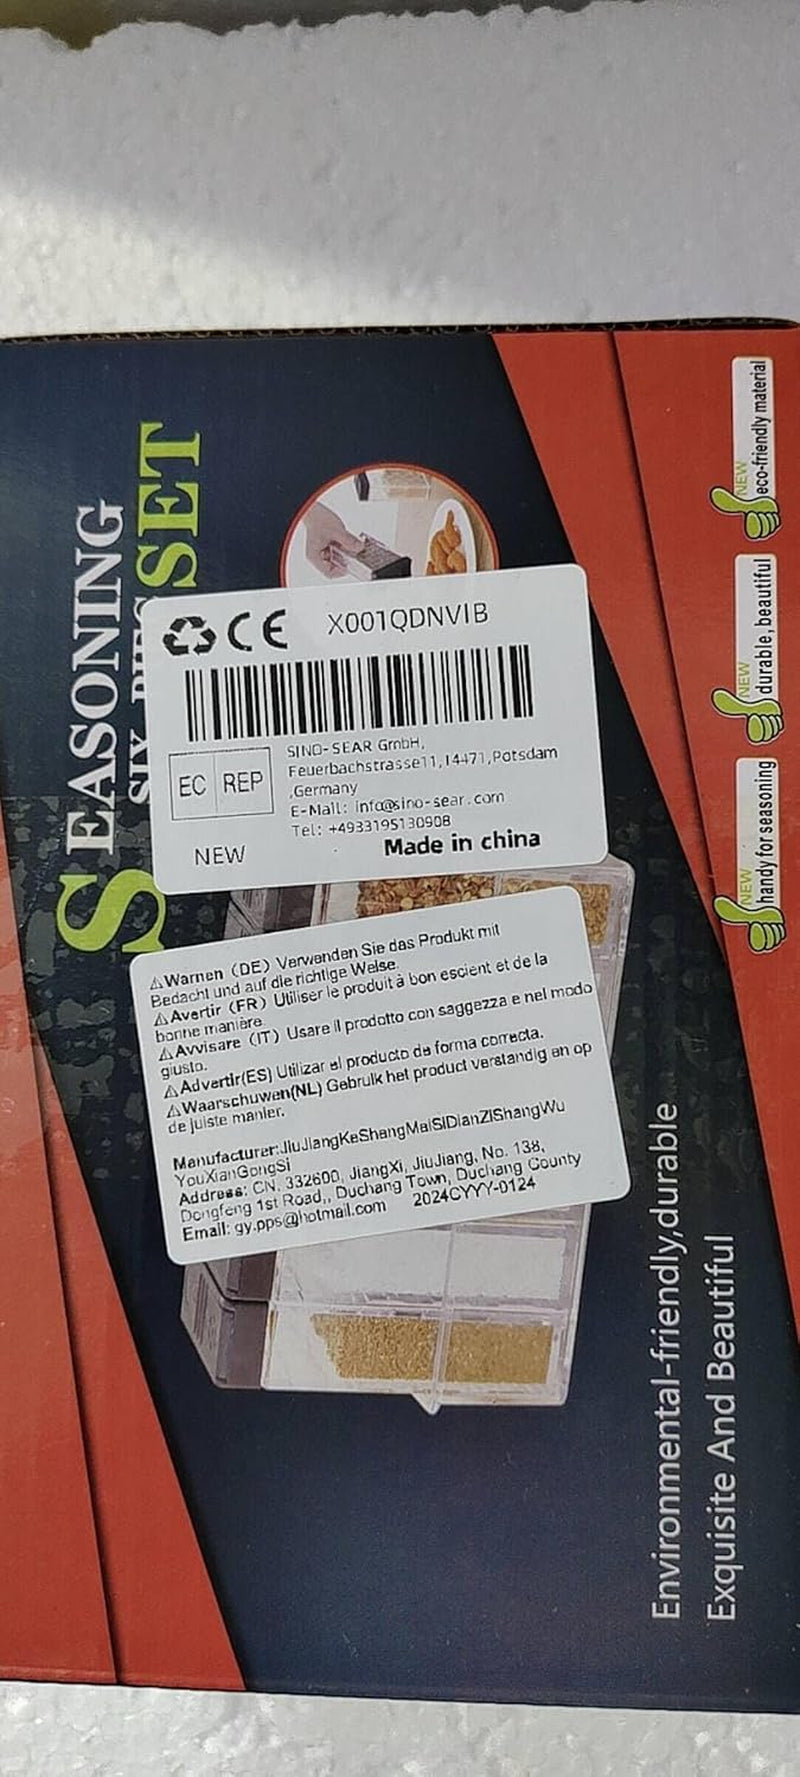 SEASONING
SIX
SET
X001QDNVIB
EC REP
SINO-SEAR GmbH,
Feuerbachstrasse11,14471,Potsdam
,Germany
E-Mail: info@sino-sear.com
Tel: +4933195130908
NEW
Made in china
⚠Warnen (DE) Verwenden Sie das Produkt mit
Bedacht und auf die richtige Weise.
⚠Avertir (FR) Utiliser le produit à bon escient et de la
bonne manière
⚠Avvisare (IT) Usare il prodotto con saggezza e nel modo
giusto.
⚠Advertir(ES) Utilizar el producto de forma correcta.
⚠Waarschuwen(NL) Gebruik het product verstandig en op
de juiste manier.
Manufacturer:JiuJiangKeShangMaiSiDianZiShangWu
YouXianGongSi
Address: CN, 332600, JiangXi, JiuJiang, No. 138,
Dongfeng 1st Road,, Duchang Town, Duchang County
Email: gy.pps@hotmail.com 2024CYYY-0124
Environmental-friendly,durable
Exquisite And Beautiful
NEW
handy for seasoning
NEW
durable, beautiful
NEW
eco-friendly material